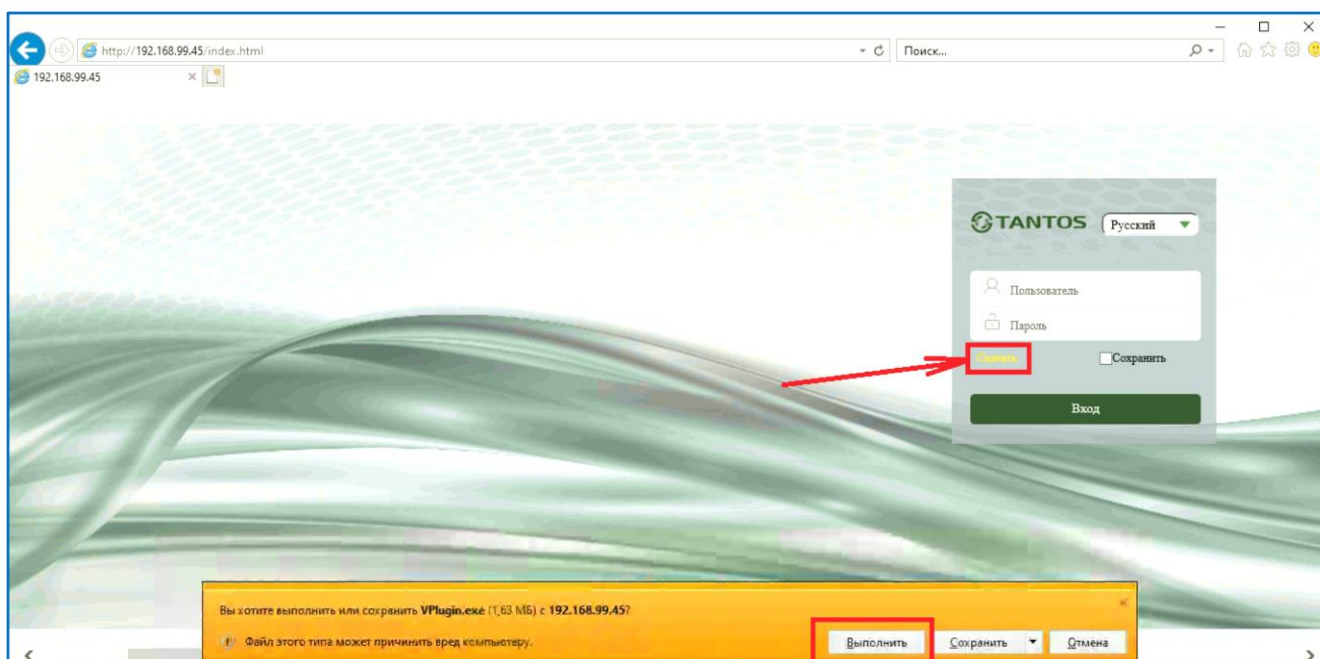 http://192.168.99.45/index.html
Поиск...
192.168.99.45
TANTOS
Русский
Пользователь
Пароль
Скачать
Сохранить
Вход
Вы хотите выполнить или сохранить VPlugin.exe (1,63 МБ) с 192.168.99.45?
Файл этого типа может причинить вред компьютеру.
Выполнить
Сохранить
Отмена